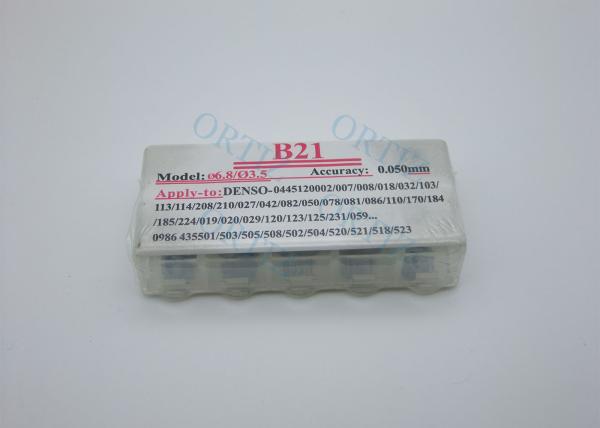 B21
Model: ø6.8/Ø3.5 Accuracy: 0.050mm
Apply-to: DENSO-0445120002/007/008/018/032/103/
113/114/208/210/027/042/082/050/078/081/086/110/170/184
/185/224/019/020/029/120/123/125/231/059...
0986 435501/503/505/508/502/504/520/521/518/523
ORTIZ
ORTIZ